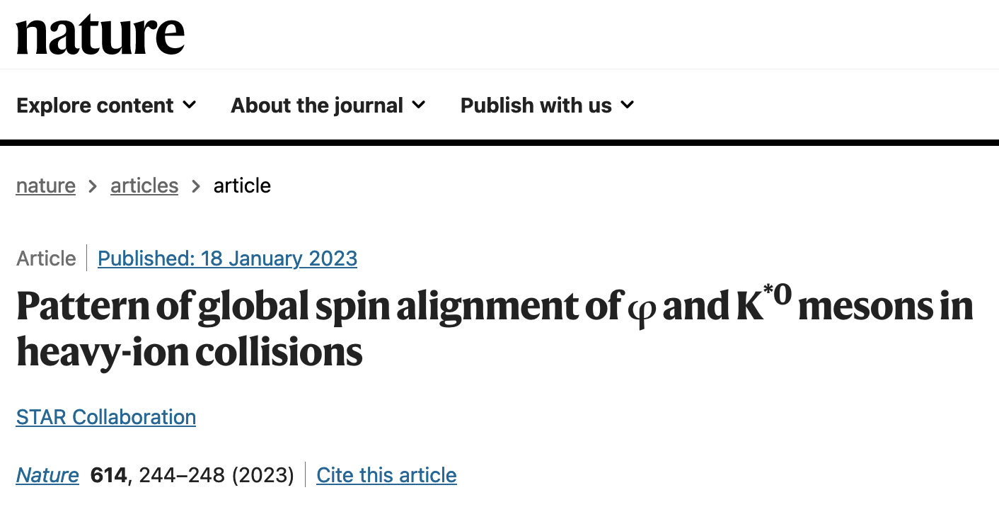 nature
Explore content About the journal Publish with us
nature > articles > article
Article Published: 18 January 2023
Pattern of global spin alignment of φ and K*0 mesons in
heavy-ion collisions
STAR Collaboration
Nature 614, 244–248 (2023) Cite this article